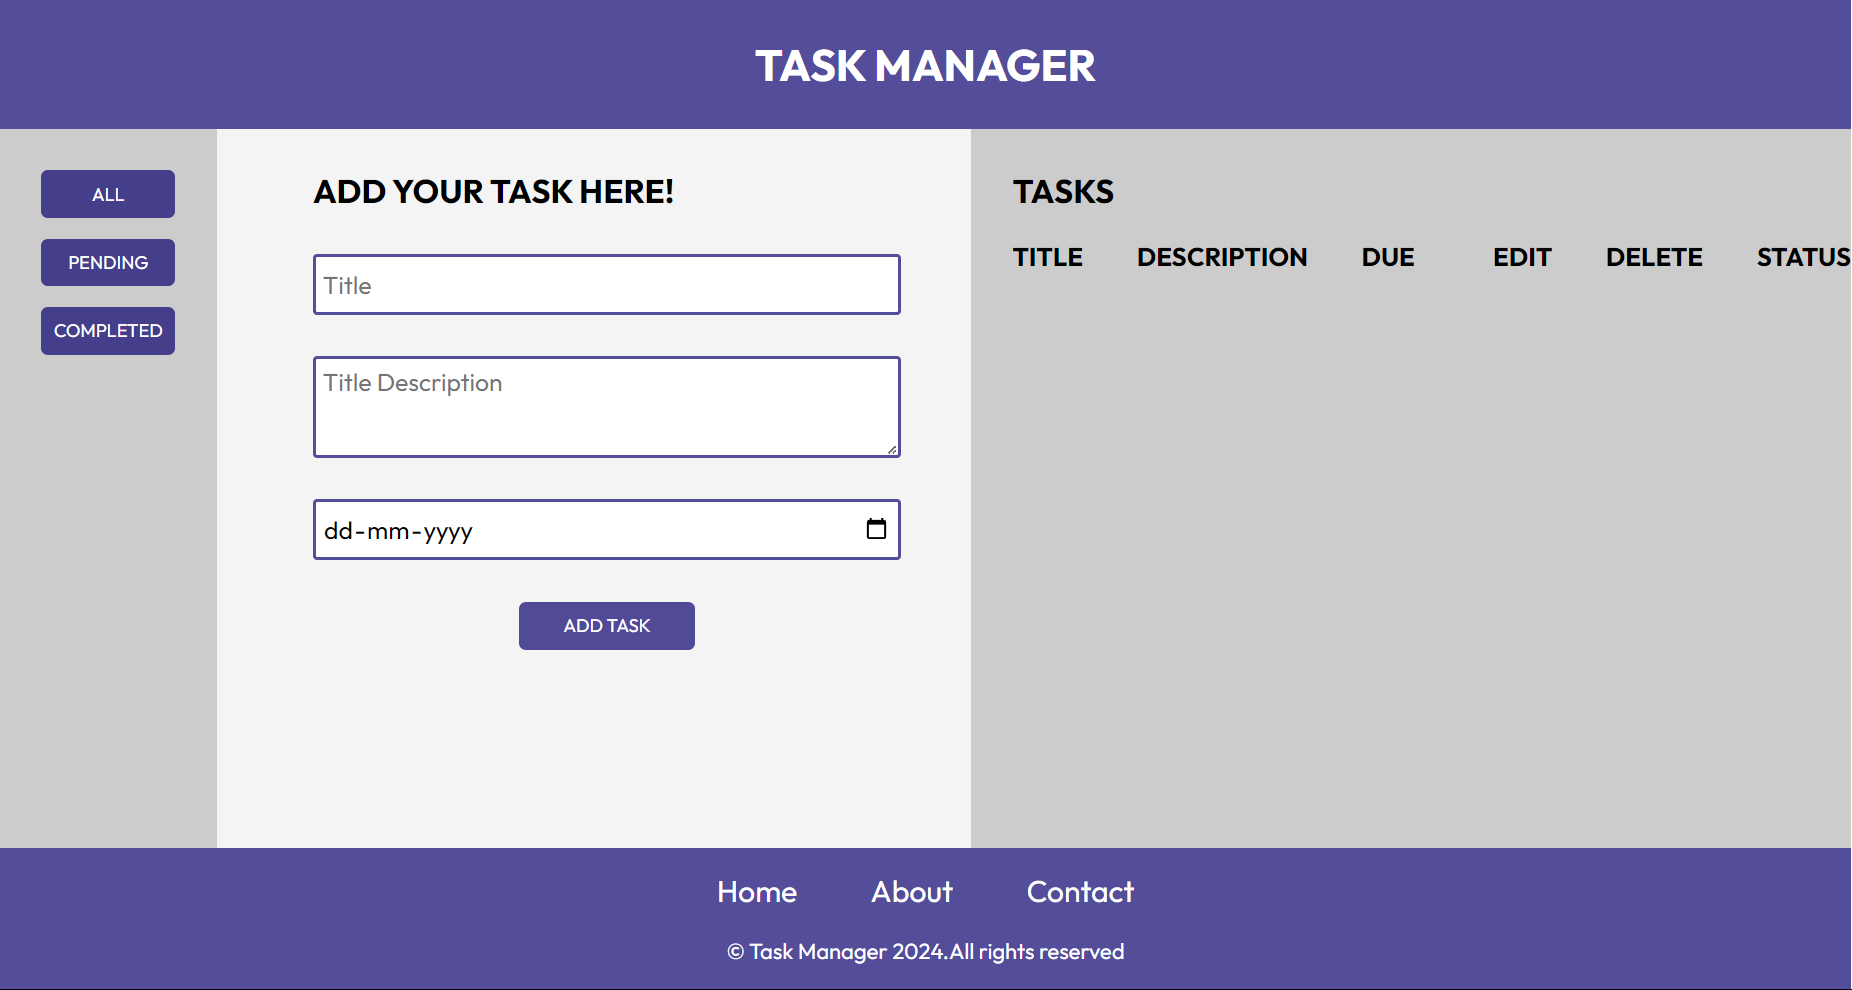 TASK MANAGER
ALL
PENDING
COMPLETED
ADD YOUR TASK HERE!
Title
Title Description
dd-mm-yyyy
ADD TASK
TASKS
TITLE DESCRIPTION DUE EDIT DELETE STATUS
Home About Contact
© Task Manager 2024.All rights reserved